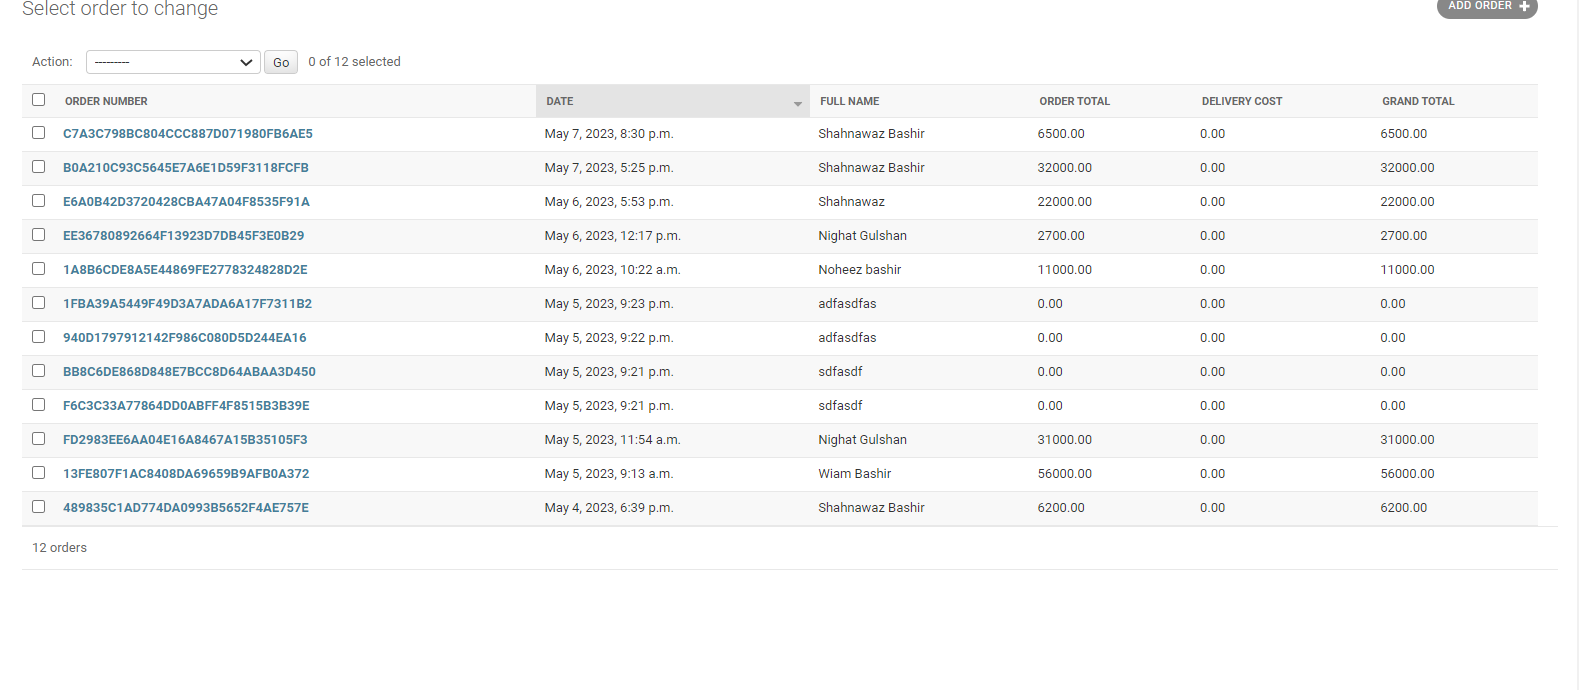 Select order to change
ADD ORDER +
Action: --------- Go 0 of 12 selected
ORDER NUMBER DATE FULL NAME ORDER TOTAL DELIVERY COST GRAND TOTAL
C7A3C798BC804CCC887D071980FB6AE5 May 7, 2023, 8:30 p.m. Shahnawaz Bashir 6500.00 0.00 6500.00
B0A210C93C5645E7A6E1D59F3118FCFB May 7, 2023, 5:25 p.m. Shahnawaz Bashir 32000.00 0.00 32000.00
E6A0B42D3720428CBA47A04F8535F91A May 6, 2023, 5:53 p.m. Shahnawaz 22000.00 0.00 22000.00
EE36780892664F13923D7DB45F3E0B29 May 6, 2023, 12:17 p.m. Nighat Gulshan 2700.00 0.00 2700.00
1A8B6CDE8A5E44869FE2778324828D2E May 6, 2023, 10:22 a.m. Noheez bashir 11000.00 0.00 11000.00
1FBA39A5449F49D3A7ADA6A17F7311B2 May 5, 2023, 9:23 p.m. adfasdfas 0.00 0.00 0.00
940D1797912142F986C080D5D244EA16 May 5, 2023, 9:22 p.m. adfasdfas 0.00 0.00 0.00
BB8C6DE868D848E7BCC8D64ABAA3D450 May 5, 2023, 9:21 p.m. sdfasdf 0.00 0.00 0.00
F6C3C33A77864DD0ABFF4F8515B3B39E May 5, 2023, 9:21 p.m. sdfasdf 0.00 0.00 0.00
FD2983EE6AA04E16A8467A15B35105F3 May 5, 2023, 11:54 a.m. Nighat Gulshan 31000.00 0.00 31000.00
13FE807F1AC8408DA69659B9AFB0A372 May 5, 2023, 9:13 a.m. Wiam Bashir 56000.00 0.00 56000.00
489835C1AD774DA0993B5652F4AE757E May 4, 2023, 6:39 p.m. Shahnawaz Bashir 6200.00 0.00 6200.00
12 orders